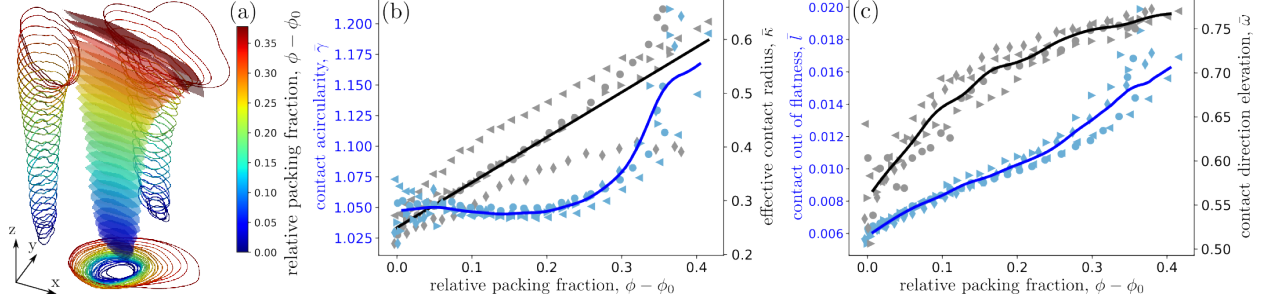 (a)
relative packing fraction, ϕ − ϕ₀
0.35
0.30
0.25
0.20
0.15
0.10
0.05
0.00
z
y
x
(b)
contact acircularity, γ̄
1.200
1.175
1.150
1.125
1.100
1.075
1.050
1.025
0.0 0.1 0.2 0.3 0.4
relative packing fraction, ϕ − ϕ₀
0.6
0.5
0.4
0.3
0.2
effective contact radius, κ̄
(c)
contact out of flatness, l̄
0.020
0.018
0.016
0.014
0.012
0.010
0.008
0.006
0.0 0.1 0.2 0.3 0.4
relative packing fraction, ϕ − ϕ₀
0.75
0.70
0.65
0.60
0.55
0.50
contact direction elevation, ω̄